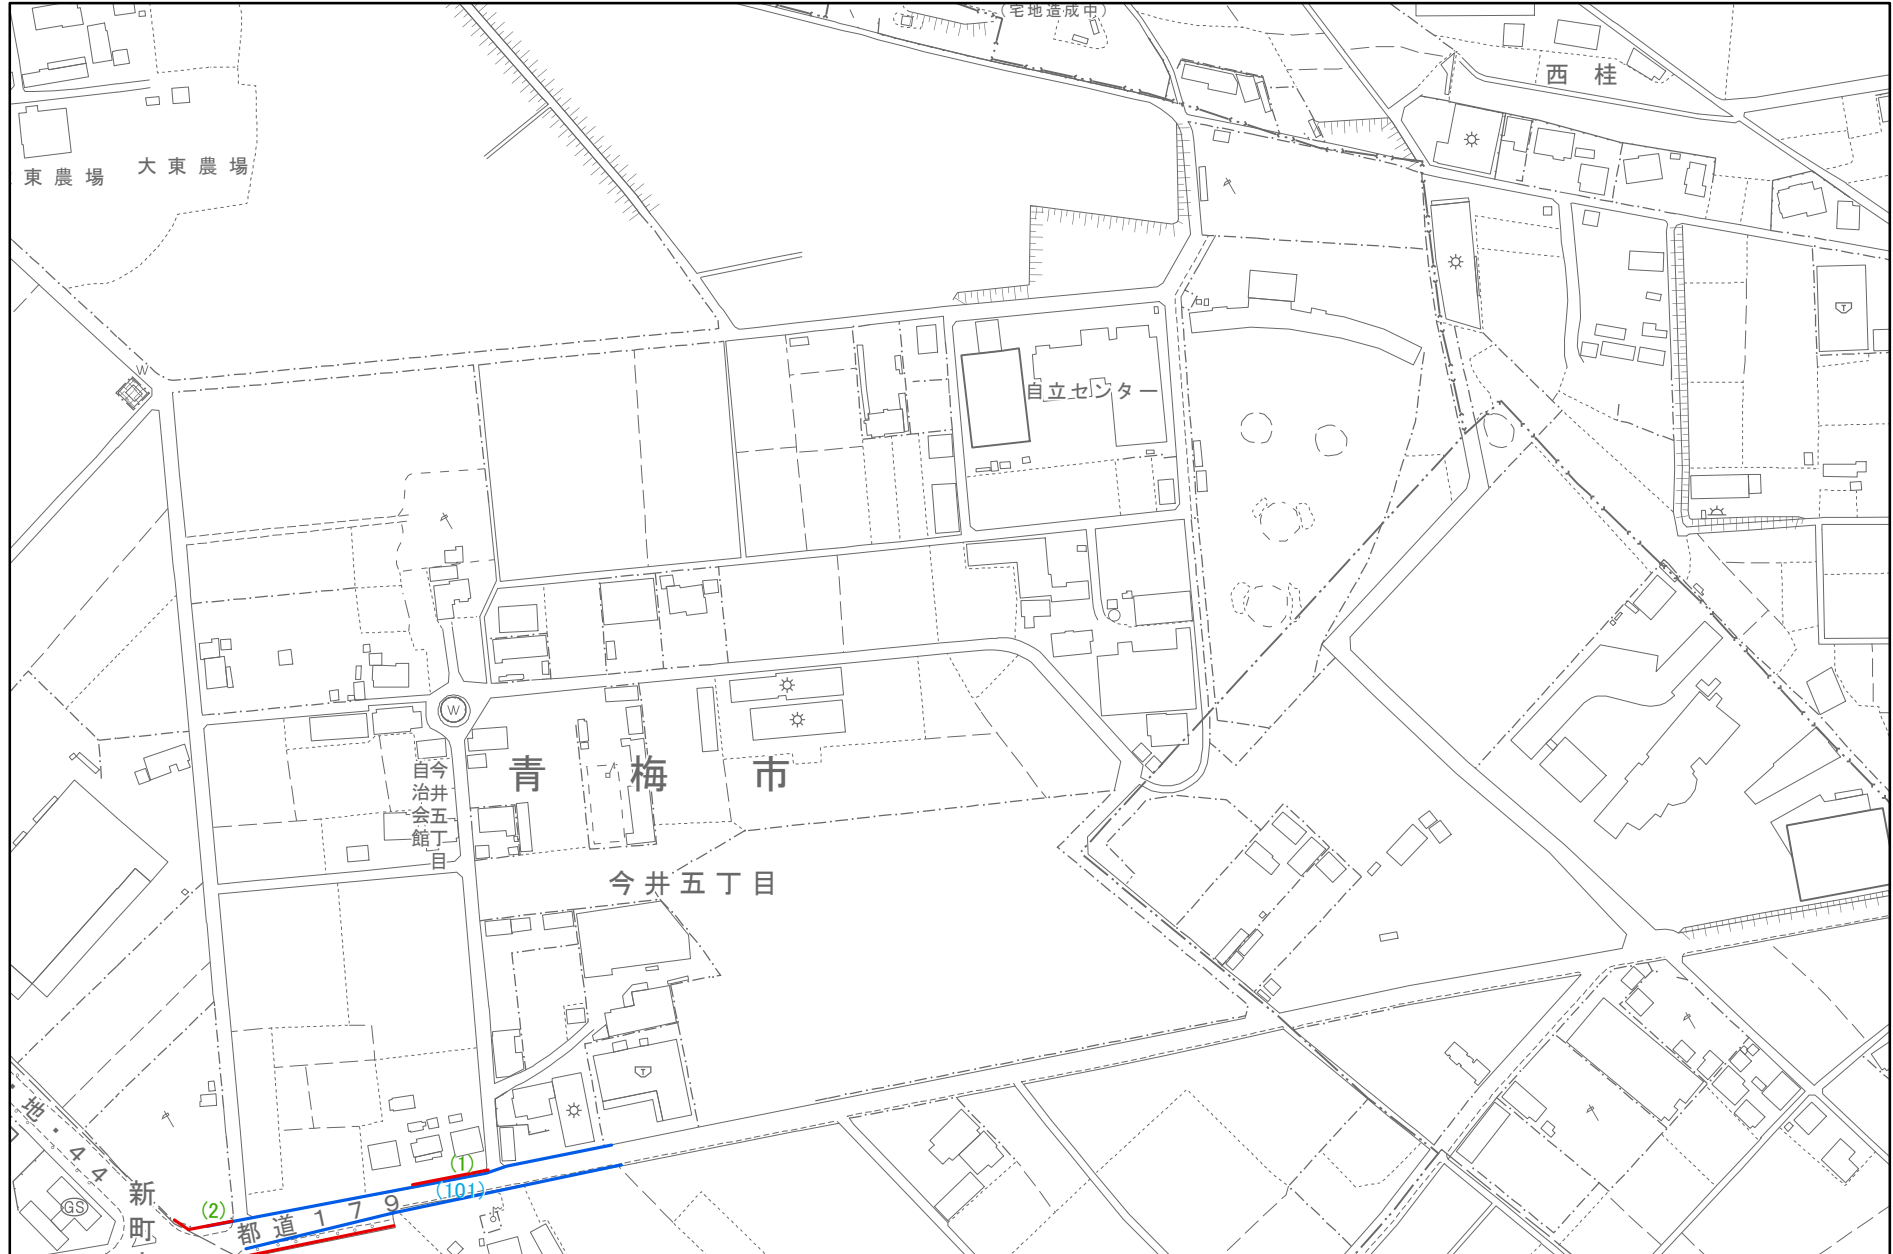 (宅地造成中)
西桂
大東農場
東農場
W
自立センター
W
青梅市
今井五丁目
自治会館
今井五丁目
地・44
新町
GS
(1)
(101)
(2)
都道179